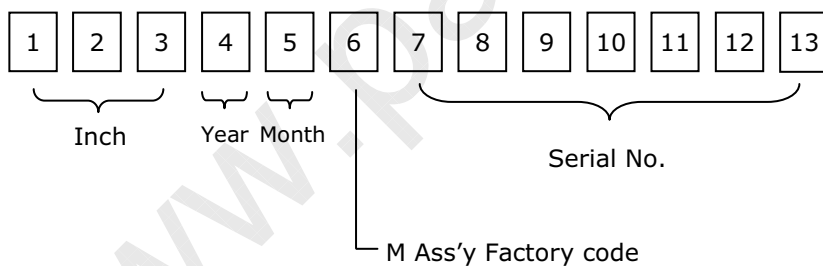 1 2 3 4 5 6 7 8 9 10 11 12 13
Inch Year Month
Serial No.
M Ass’y Factory code